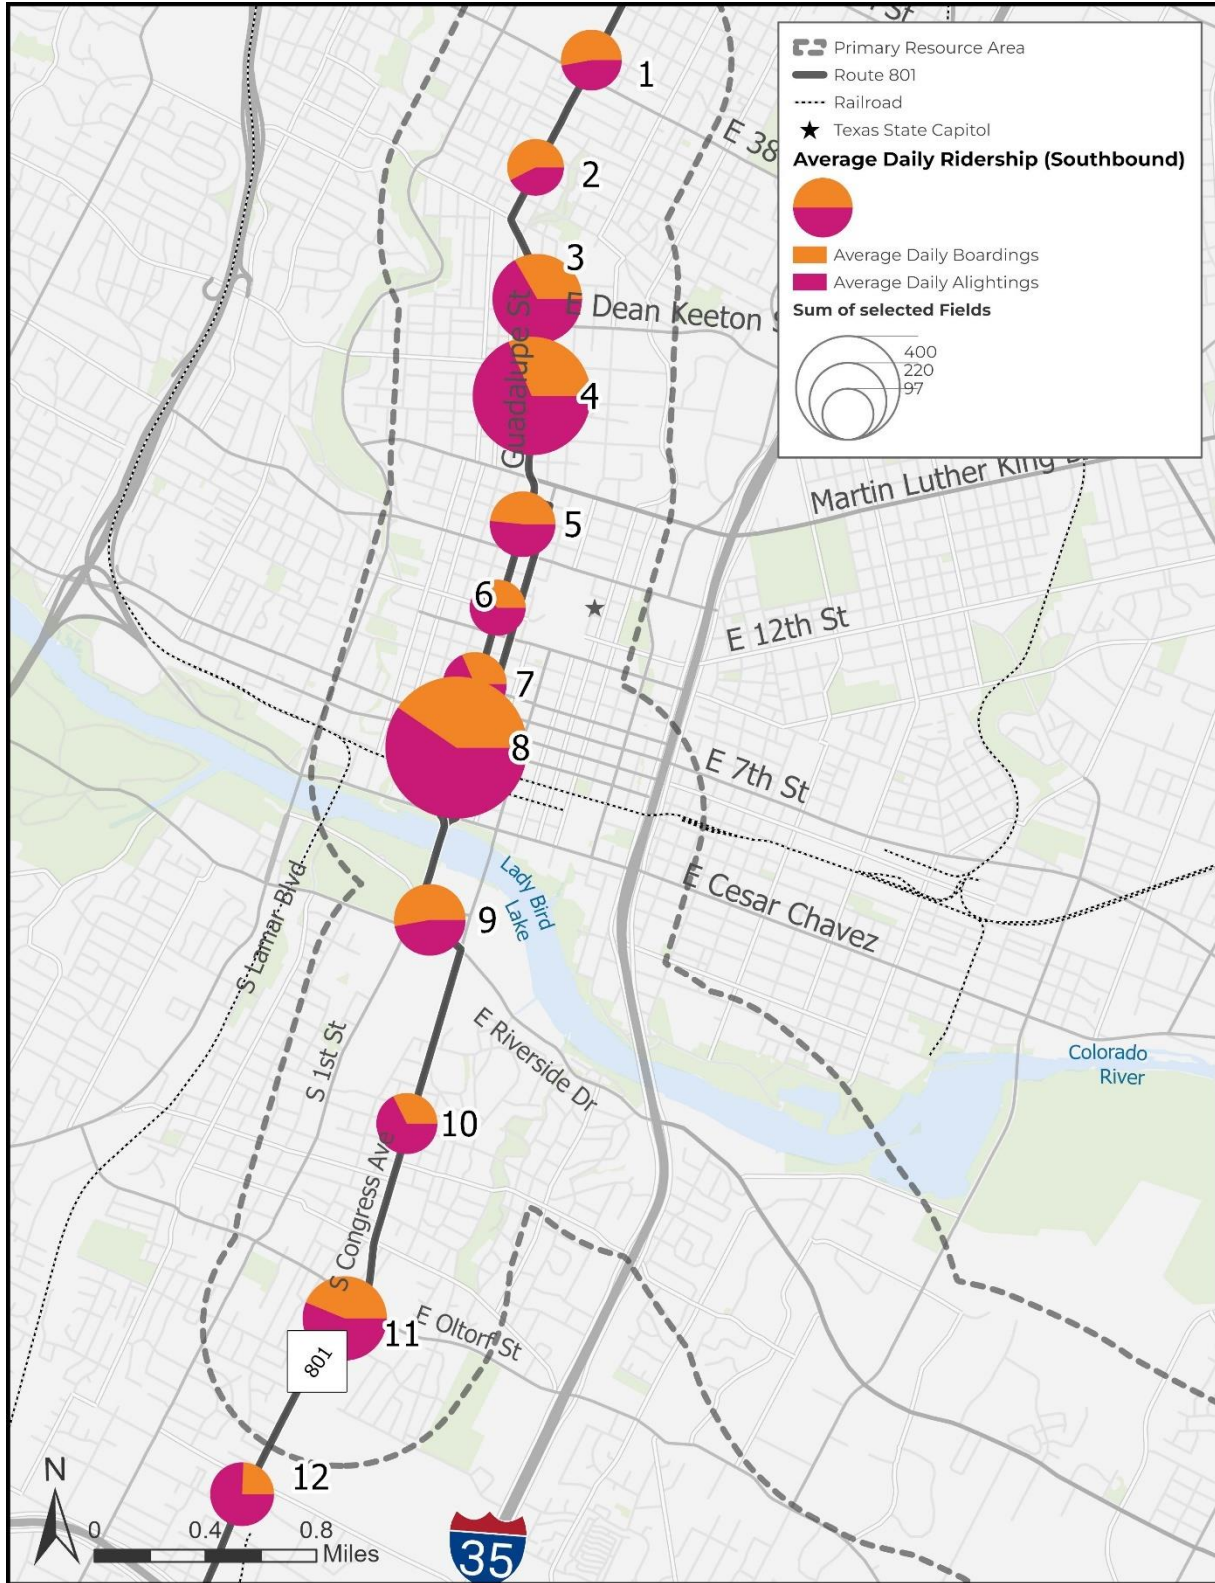 Primary Resource Area
Route 801
Railroad
Texas State Capitol
Average Daily Ridership (Southbound)
Average Daily Boardings
Average Daily Alightings
Sum of selected Fields
400
220
97
St
1
E 38
2
3
E Dean Keeton S
Guadalupe St
4
Martin Luther King B
5
6
E 12th St
7
8
E 7th St
Lady Bird
Lake
E Cesar Chavez
S Lamar Blvd
9
S 1st St
E Riverside Dr
Colorado
River
10
S Congress Ave
11
E Oltorf St
801
12
N
0
0.4
0.8
Miles
35